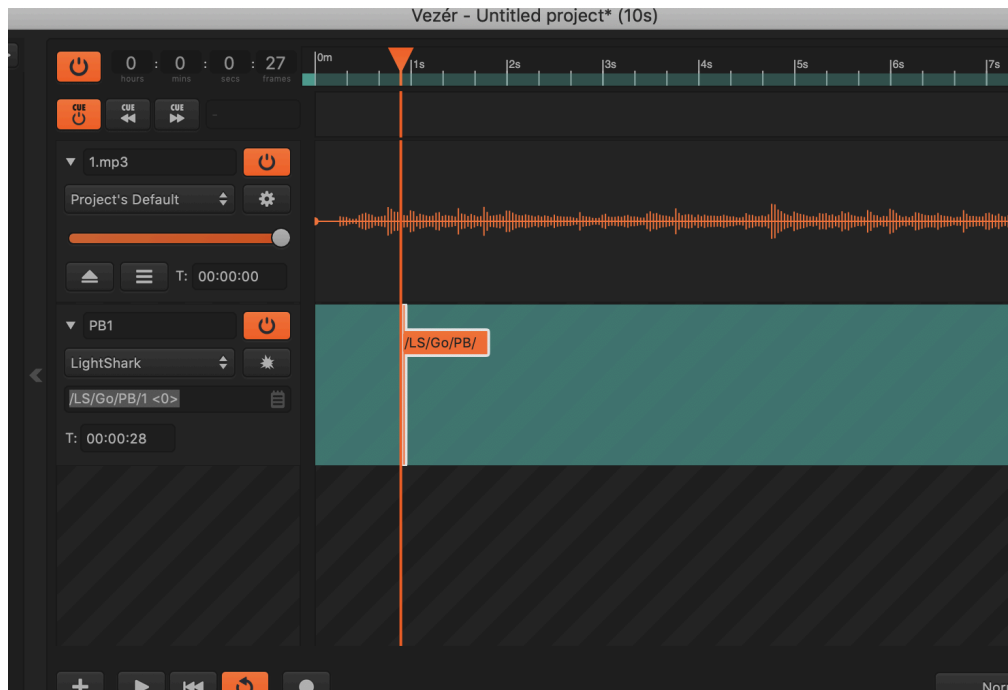 Vezér - Untitled project* (10s)
0 : 0 : 0 : 27
hours mins secs frames
0m 1s 2s 3s 4s 5s 6s 7s
CUE CUE CUE
-
1.mp3
Project's Default
T: 00:00:00
PB1
LightShark
/LS/Go/PB/1 <0>
T: 00:00:28
/LS/Go/PB/